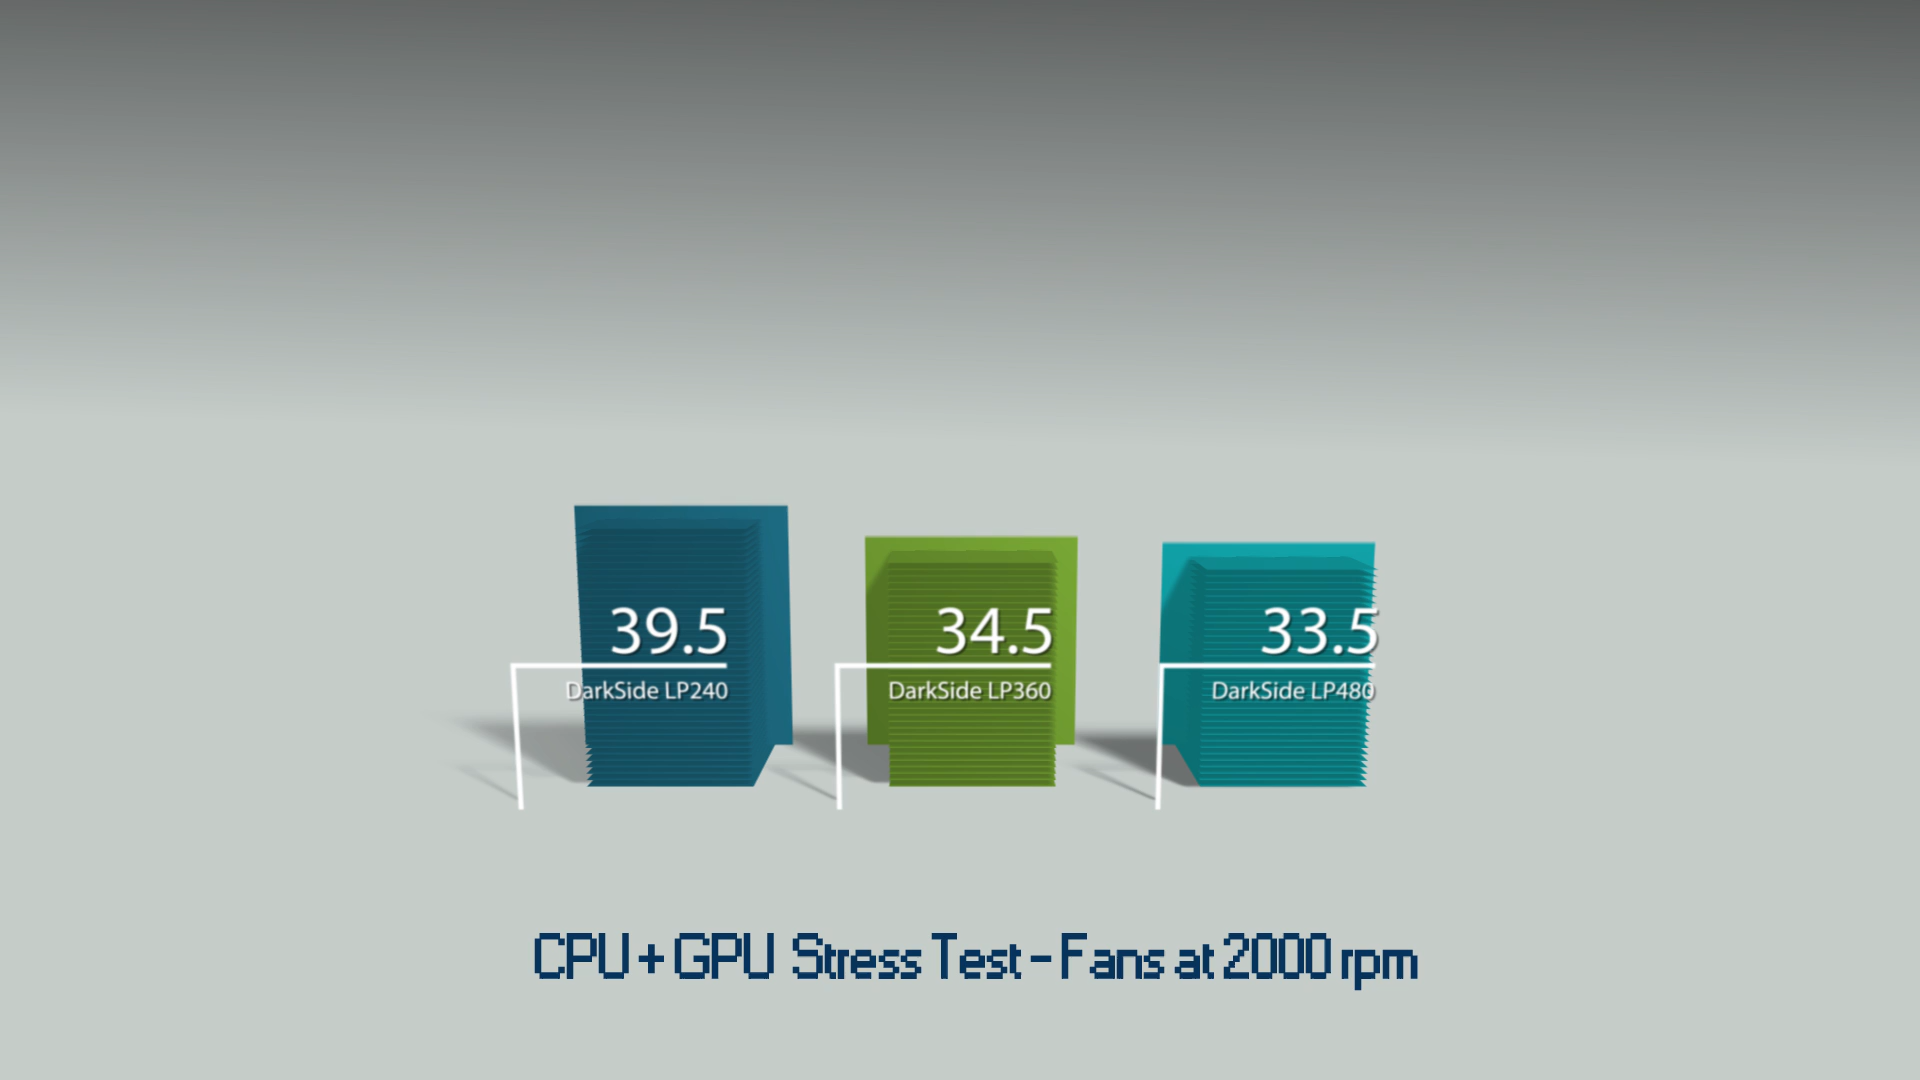 39.5
DarkSide LP240
34.5
DarkSide LP360
33.5
DarkSide LP480
CPU + GPU Stress Test - Fans at 2000 rpm